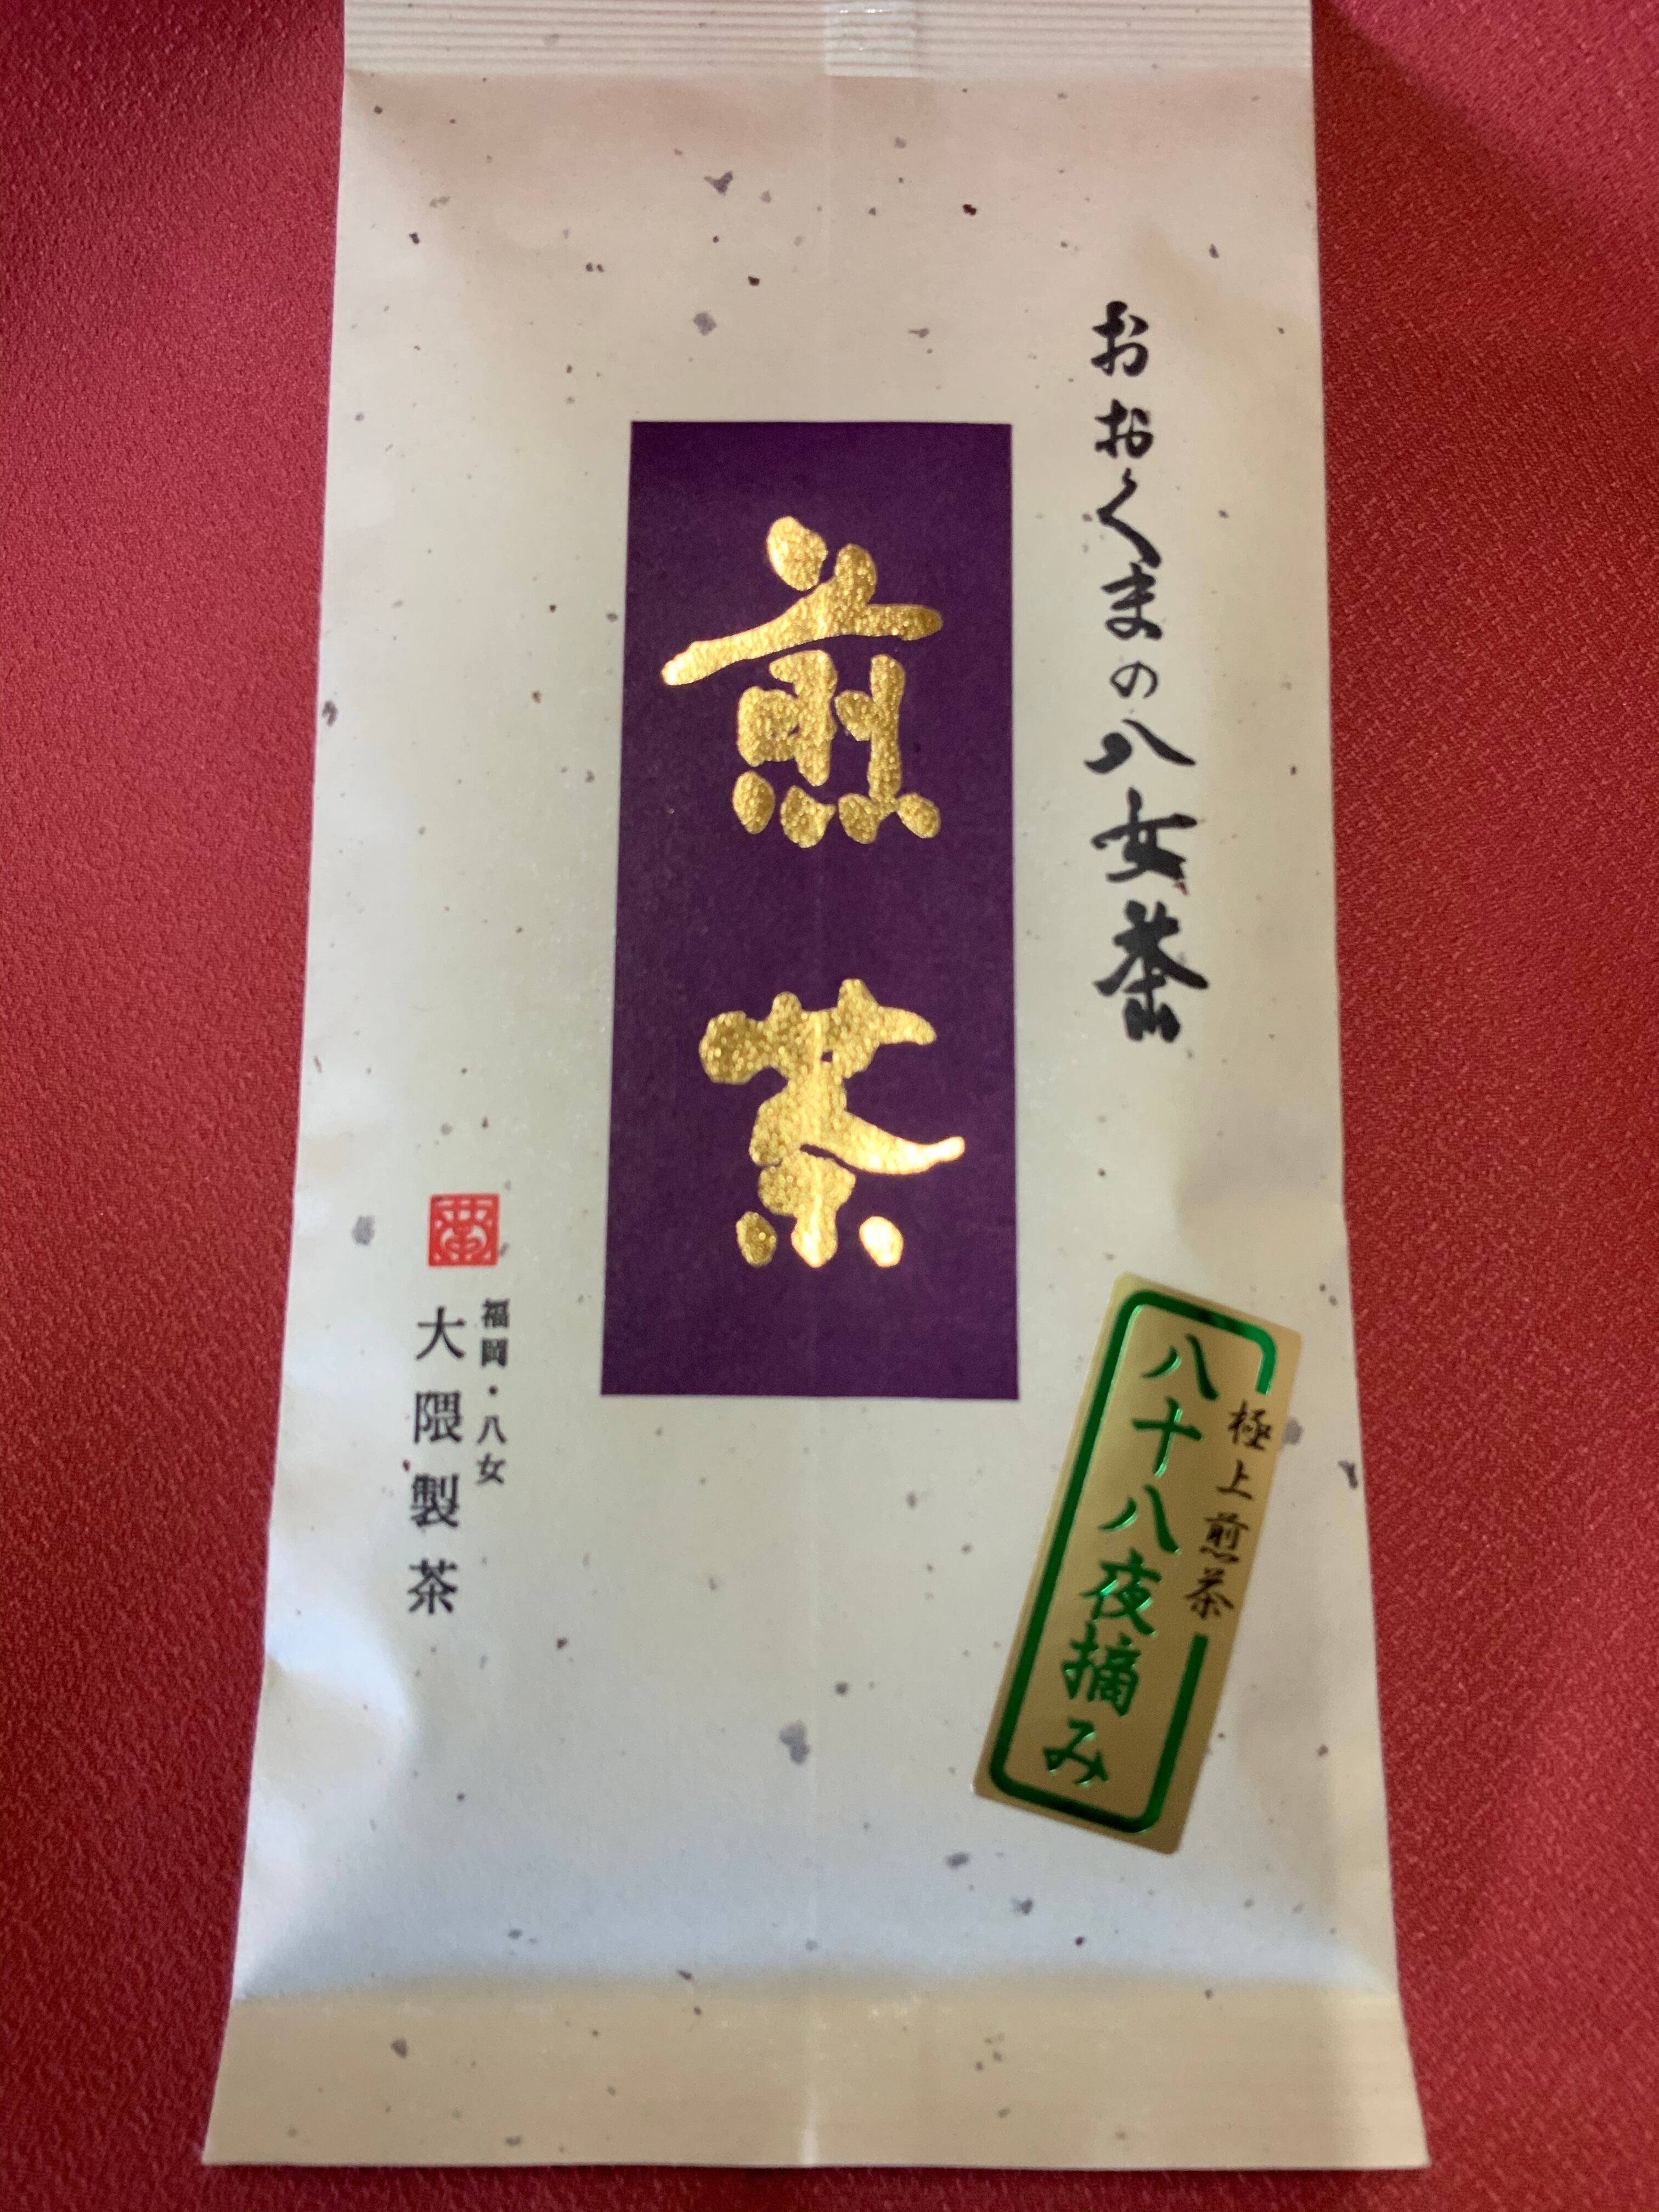 おおくまの八女茶
煎茶
極上煎茶
八十八夜摘み
福岡・八女
大隈製茶